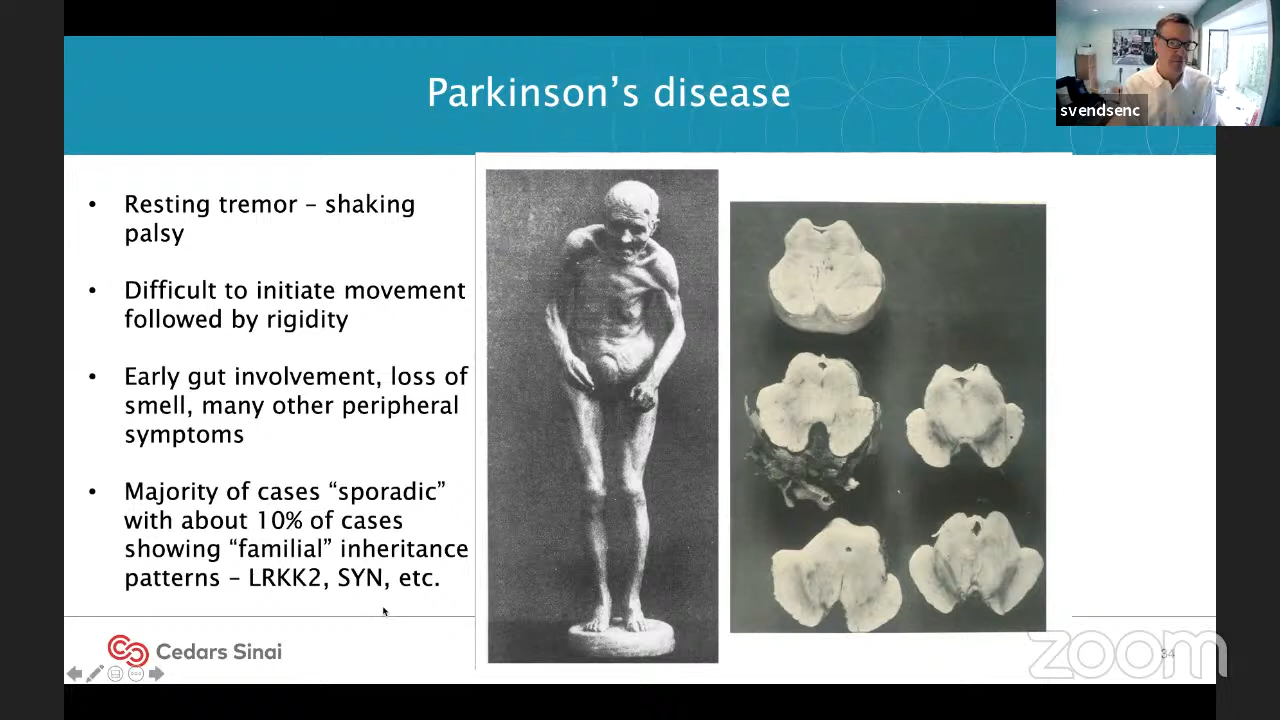 Parkinson's disease
svendsenc
• Resting tremor – shaking
palsy
• Difficult to initiate movement
followed by rigidity
• Early gut involvement, loss of
smell, many other peripheral
symptoms
• Majority of cases “sporadic”
with about 10% of cases
showing “familial” inheritance
patterns – LRKK2, SYN, etc.
Cedars Sinai
zoom
34